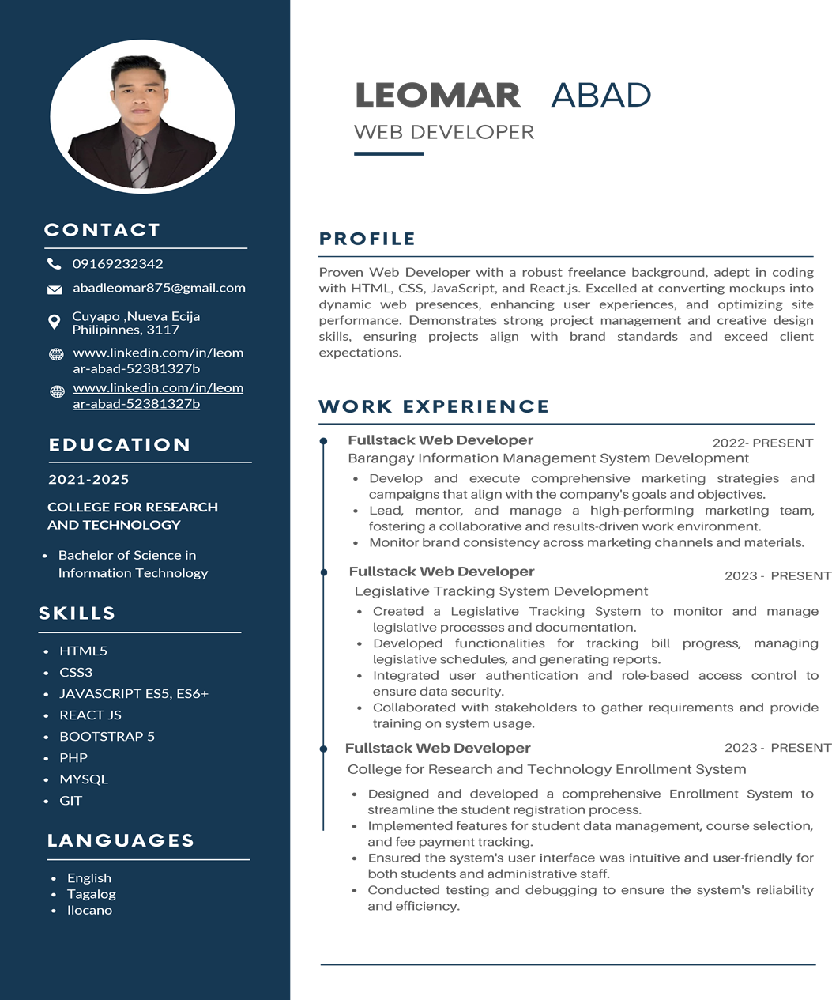 LEOMAR ABAD
WEB DEVELOPER
CONTACT
09169232342
abadleomar875@gmail.com
Cuyapo ,Nueva Ecija
Philipinnes, 3117
www.linkedin.com/in/leom
ar-abad-52381327b
www.linkedin.com/in/leom
ar-abad-52381327b
EDUCATION
2021-2025
COLLEGE FOR RESEARCH
AND TECHNOLOGY
• Bachelor of Science in
Information Technology
SKILLS
• HTML5
• CSS3
• JAVASCRIPT ES5, ES6+
• REACT JS
• BOOTSTRAP 5
• PHP
• MYSQL
• GIT
LANGUAGES
• English
• Tagalog
• Ilocano
PROFILE
Proven Web Developer with a robust freelance background, adept in coding
with HTML, CSS, JavaScript, and React.js. Excelled at converting mockups into
dynamic web presences, enhancing user experiences, and optimizing site
performance. Demonstrates strong project management and creative design
skills, ensuring projects align with brand standards and exceed client
expectations.
WORK EXPERIENCE
Fullstack Web Developer 2022- PRESENT
Barangay Information Management System Development
• Develop and execute comprehensive marketing strategies and
campaigns that align with the company's goals and objectives.
• Lead, mentor, and manage a high-performing marketing team,
fostering a collaborative and results-driven work environment.
• Monitor brand consistency across marketing channels and materials.
Fullstack Web Developer 2023 - PRESENT
Legislative Tracking System Development
• Created a Legislative Tracking System to monitor and manage
legislative processes and documentation.
• Developed functionalities for tracking bill progress, managing
legislative schedules, and generating reports.
• Integrated user authentication and role-based access control to
ensure data security.
• Collaborated with stakeholders to gather requirements and provide
training on system usage.
Fullstack Web Developer 2023 - PRESENT
College for Research and Technology Enrollment System
• Designed and developed a comprehensive Enrollment System to
streamline the student registration process.
• Implemented features for student data management, course selection,
and fee payment tracking.
• Ensured the system's user interface was intuitive and user-friendly for
both students and administrative staff.
• Conducted testing and debugging to ensure the system's reliability
and efficiency.